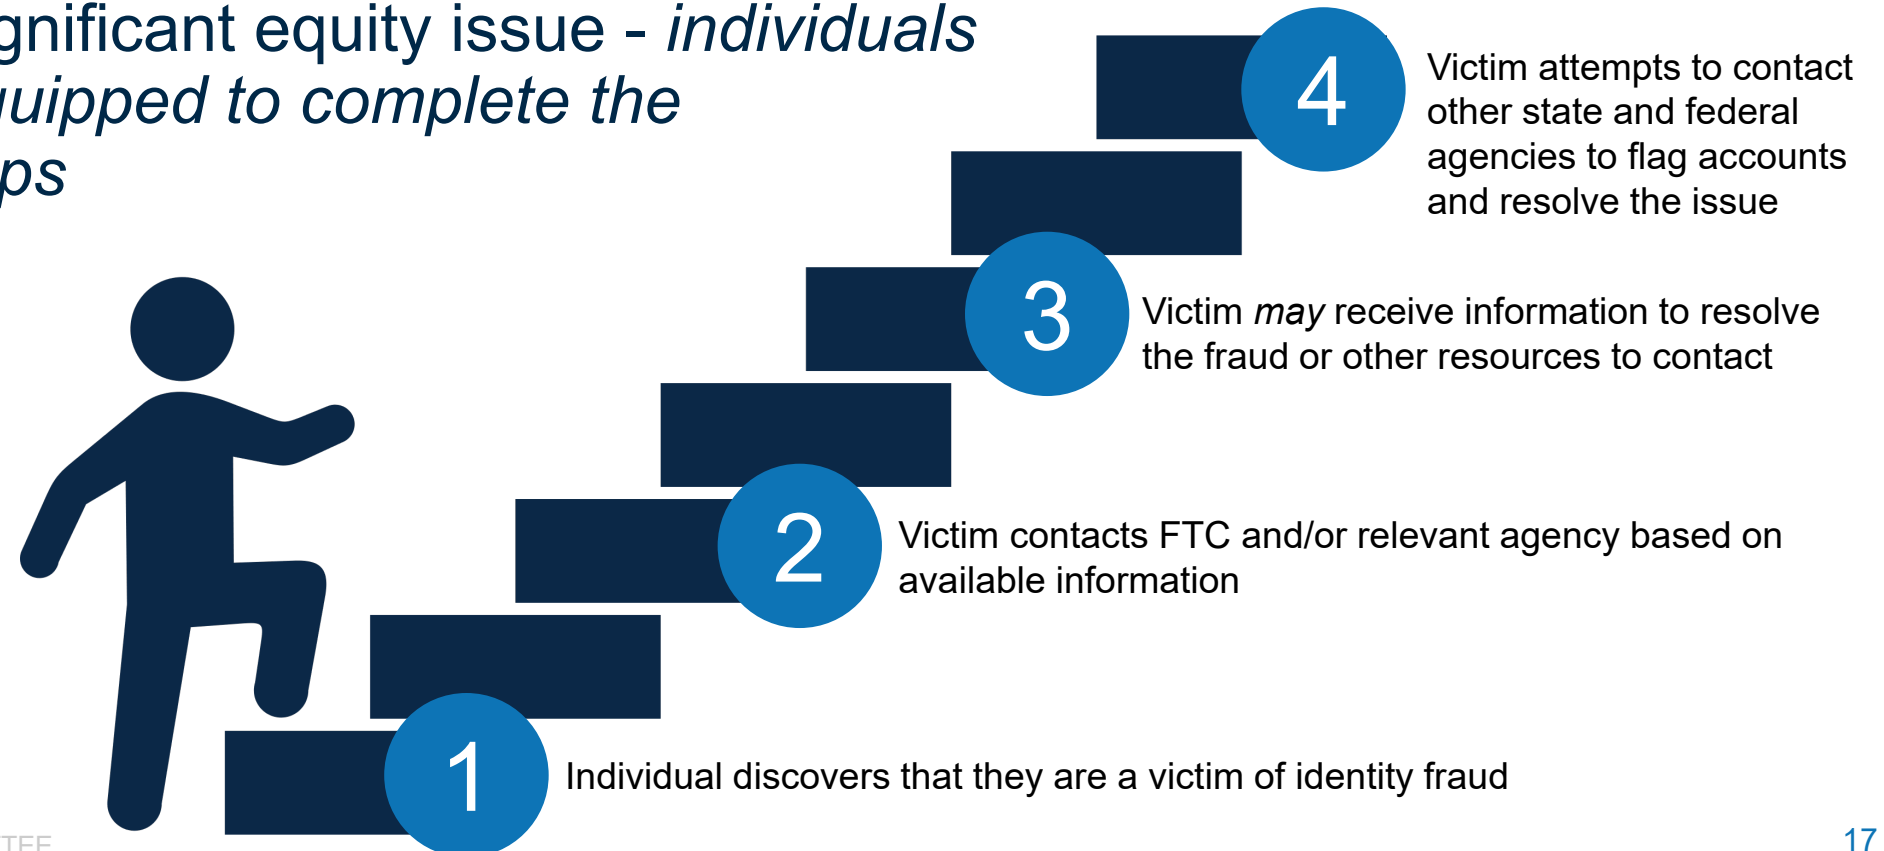 gnificant equity issue - individuals
uipped to complete the
ps
4
Victim attempts to contact
other state and federal
agencies to flag accounts
and resolve the issue
3
Victim may receive information to resolve
the fraud or other resources to contact
2
Victim contacts FTC and/or relevant agency based on
available information
1
Individual discovers that they are a victim of identity fraud
TEE
17